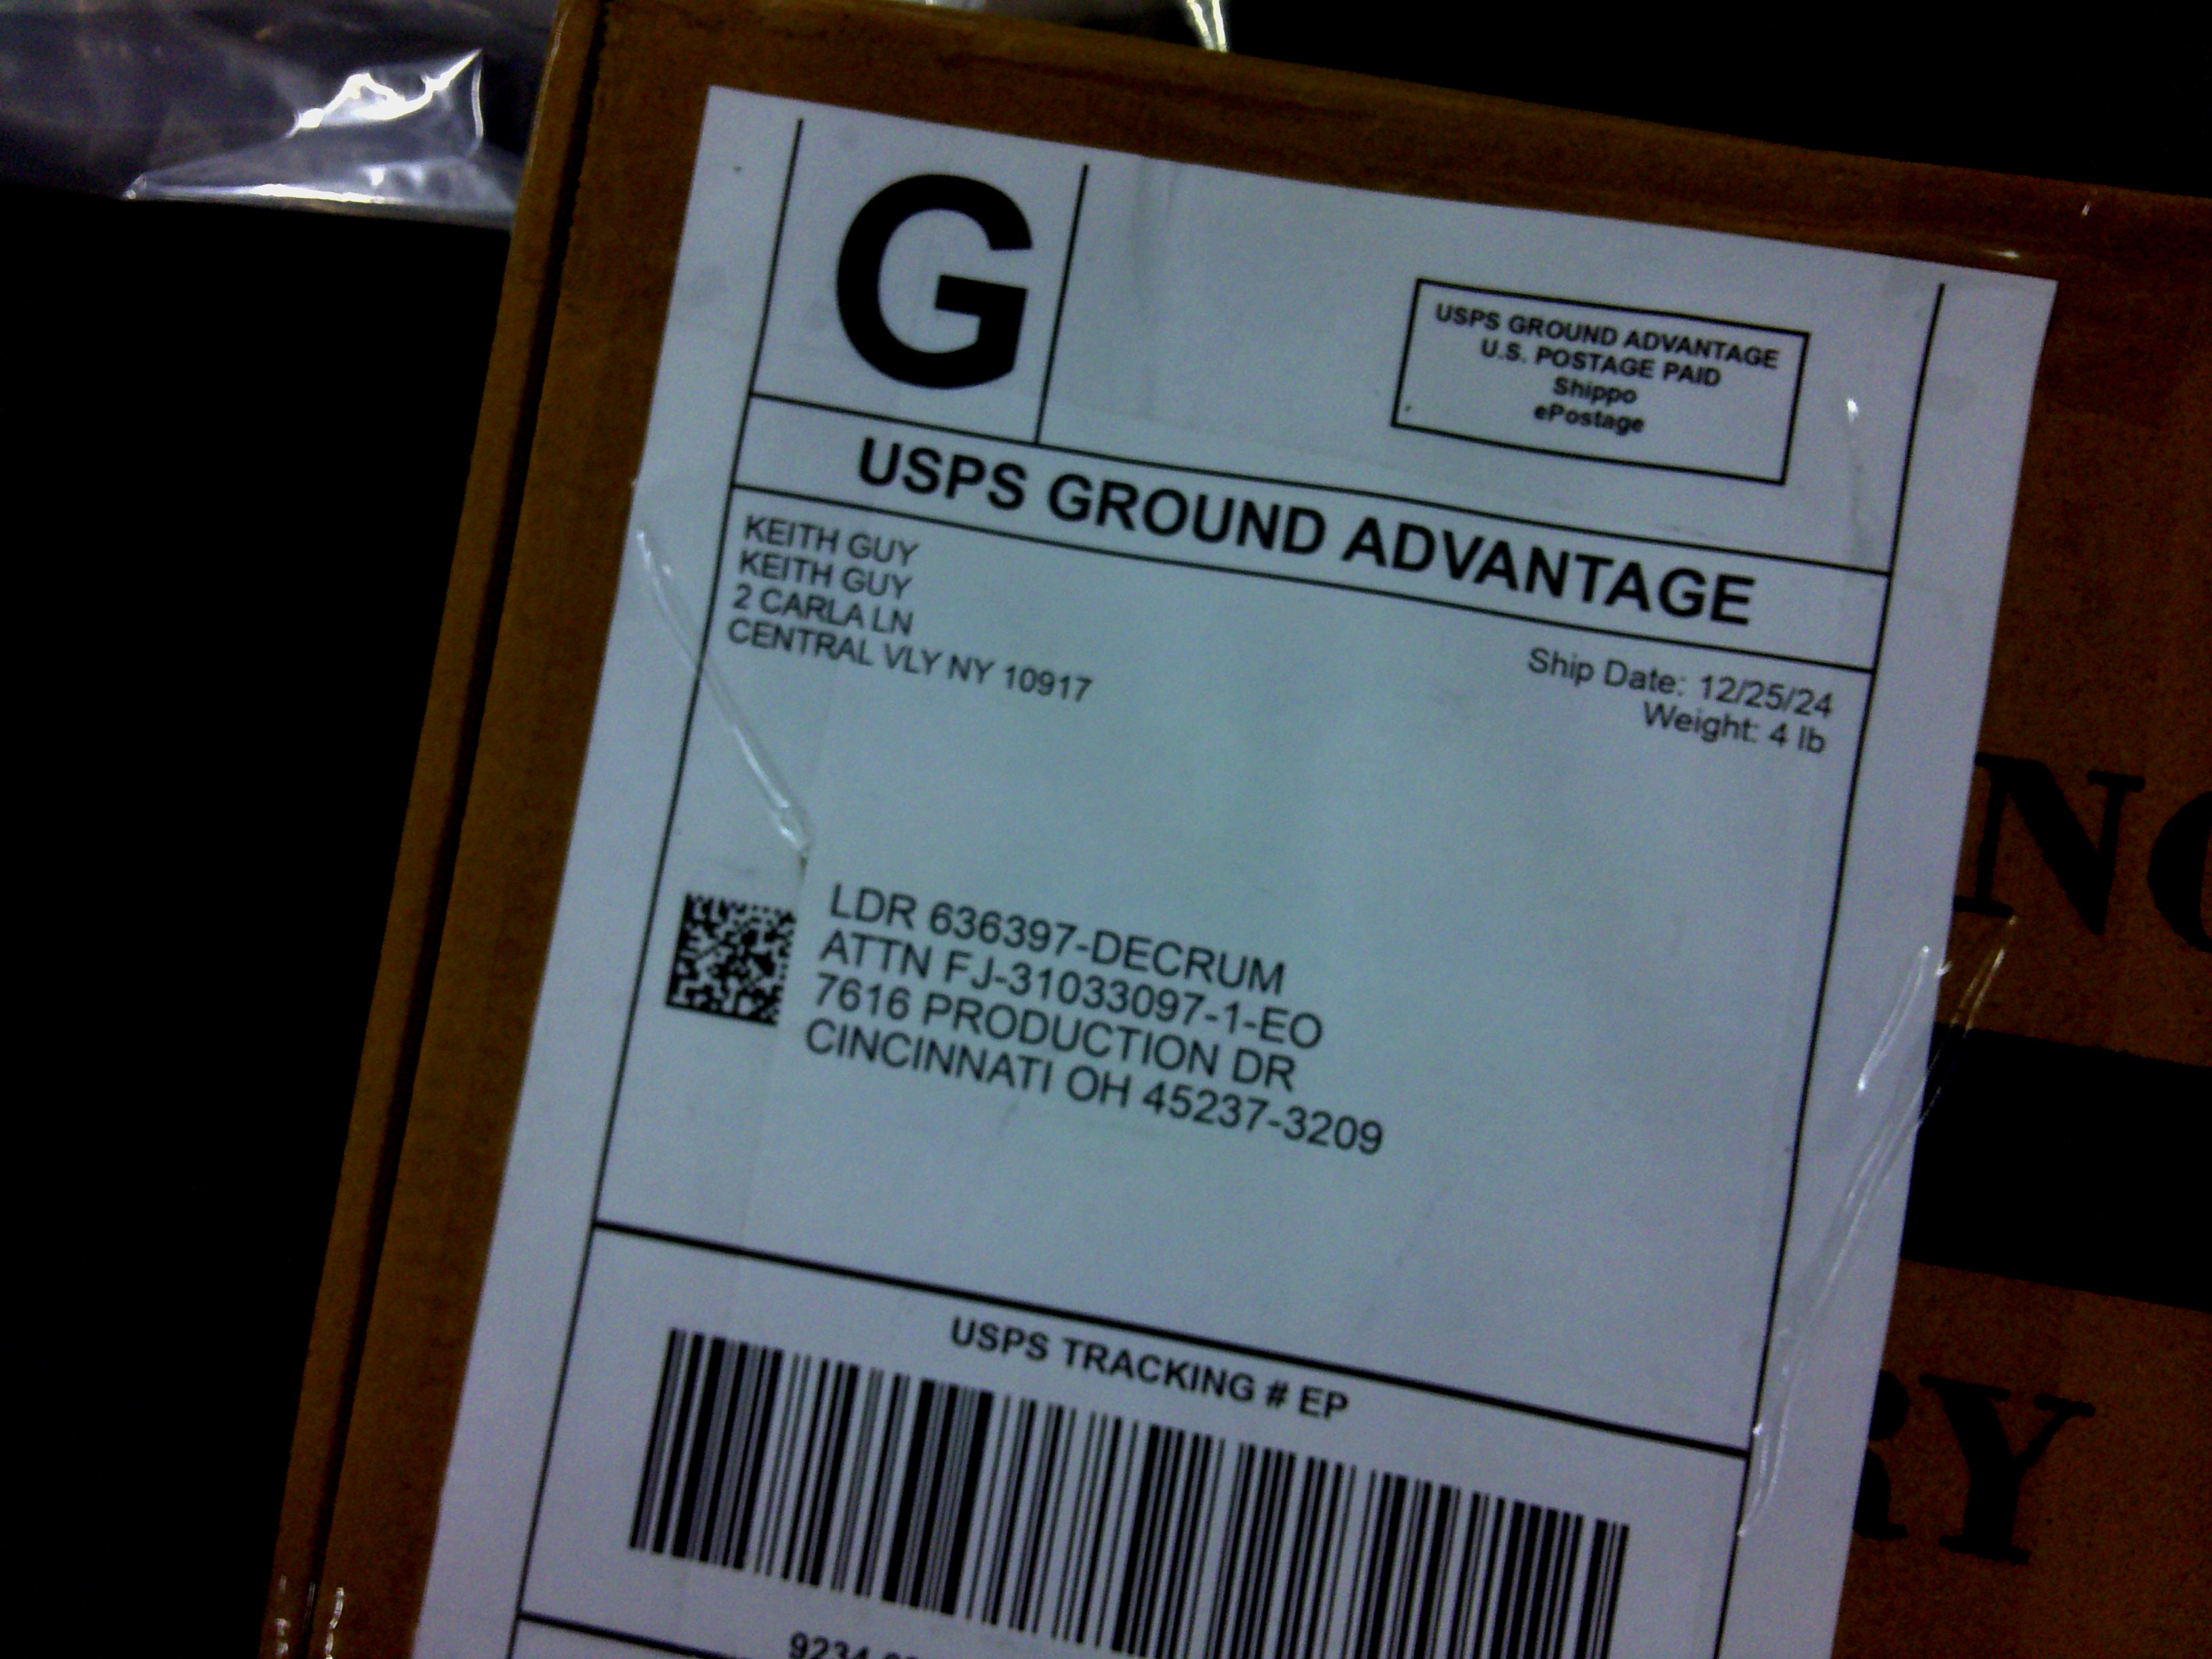 G
USPS GROUND ADVANTAGE
U.S. POSTAGE PAID
Shippo
ePostage
USPS GROUND ADVANTAGE
KEITH GUY
KEITH GUY
2 CARLA LN
CENTRAL VLY NY 10917
Ship Date: 12/25/24
Weight: 4 lb
LDR 636397-DECRUM
ATTN FJ-31033097-1-EO
7616 PRODUCTION DR
CINCINNATI OH 45237-3209
USPS TRACKING # EP
9234